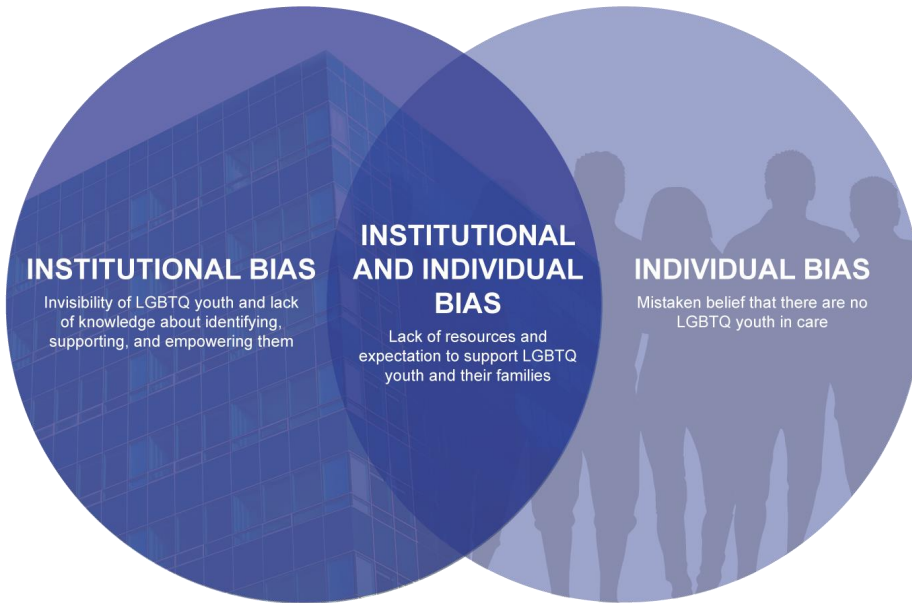 INSTITUTIONAL BIAS
Invisibility of LGBTQ youth and lack
of knowledge about identifying,
supporting, and empowering them
INSTITUTIONAL
AND INDIVIDUAL
BIAS
Lack of resources and
expectation to support LGBTQ
youth and their families
INDIVIDUAL BIAS
Mistaken belief that there are no
LGBTQ youth in care